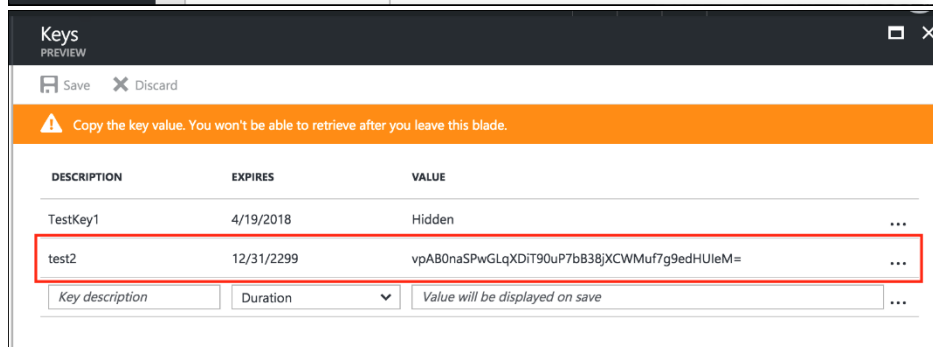 Keys
PREVIEW
Save Discard
Copy the key value. You won't be able to retrieve after you leave this blade.
DESCRIPTION EXPIRES VALUE
TestKey1 4/19/2018 Hidden ...
test2 12/31/2299 vpAB0naSPwGLqXDiT90uP7bB38jXCWMuf7g9edHUIeM= ...
Key description Duration Value will be displayed on save ...